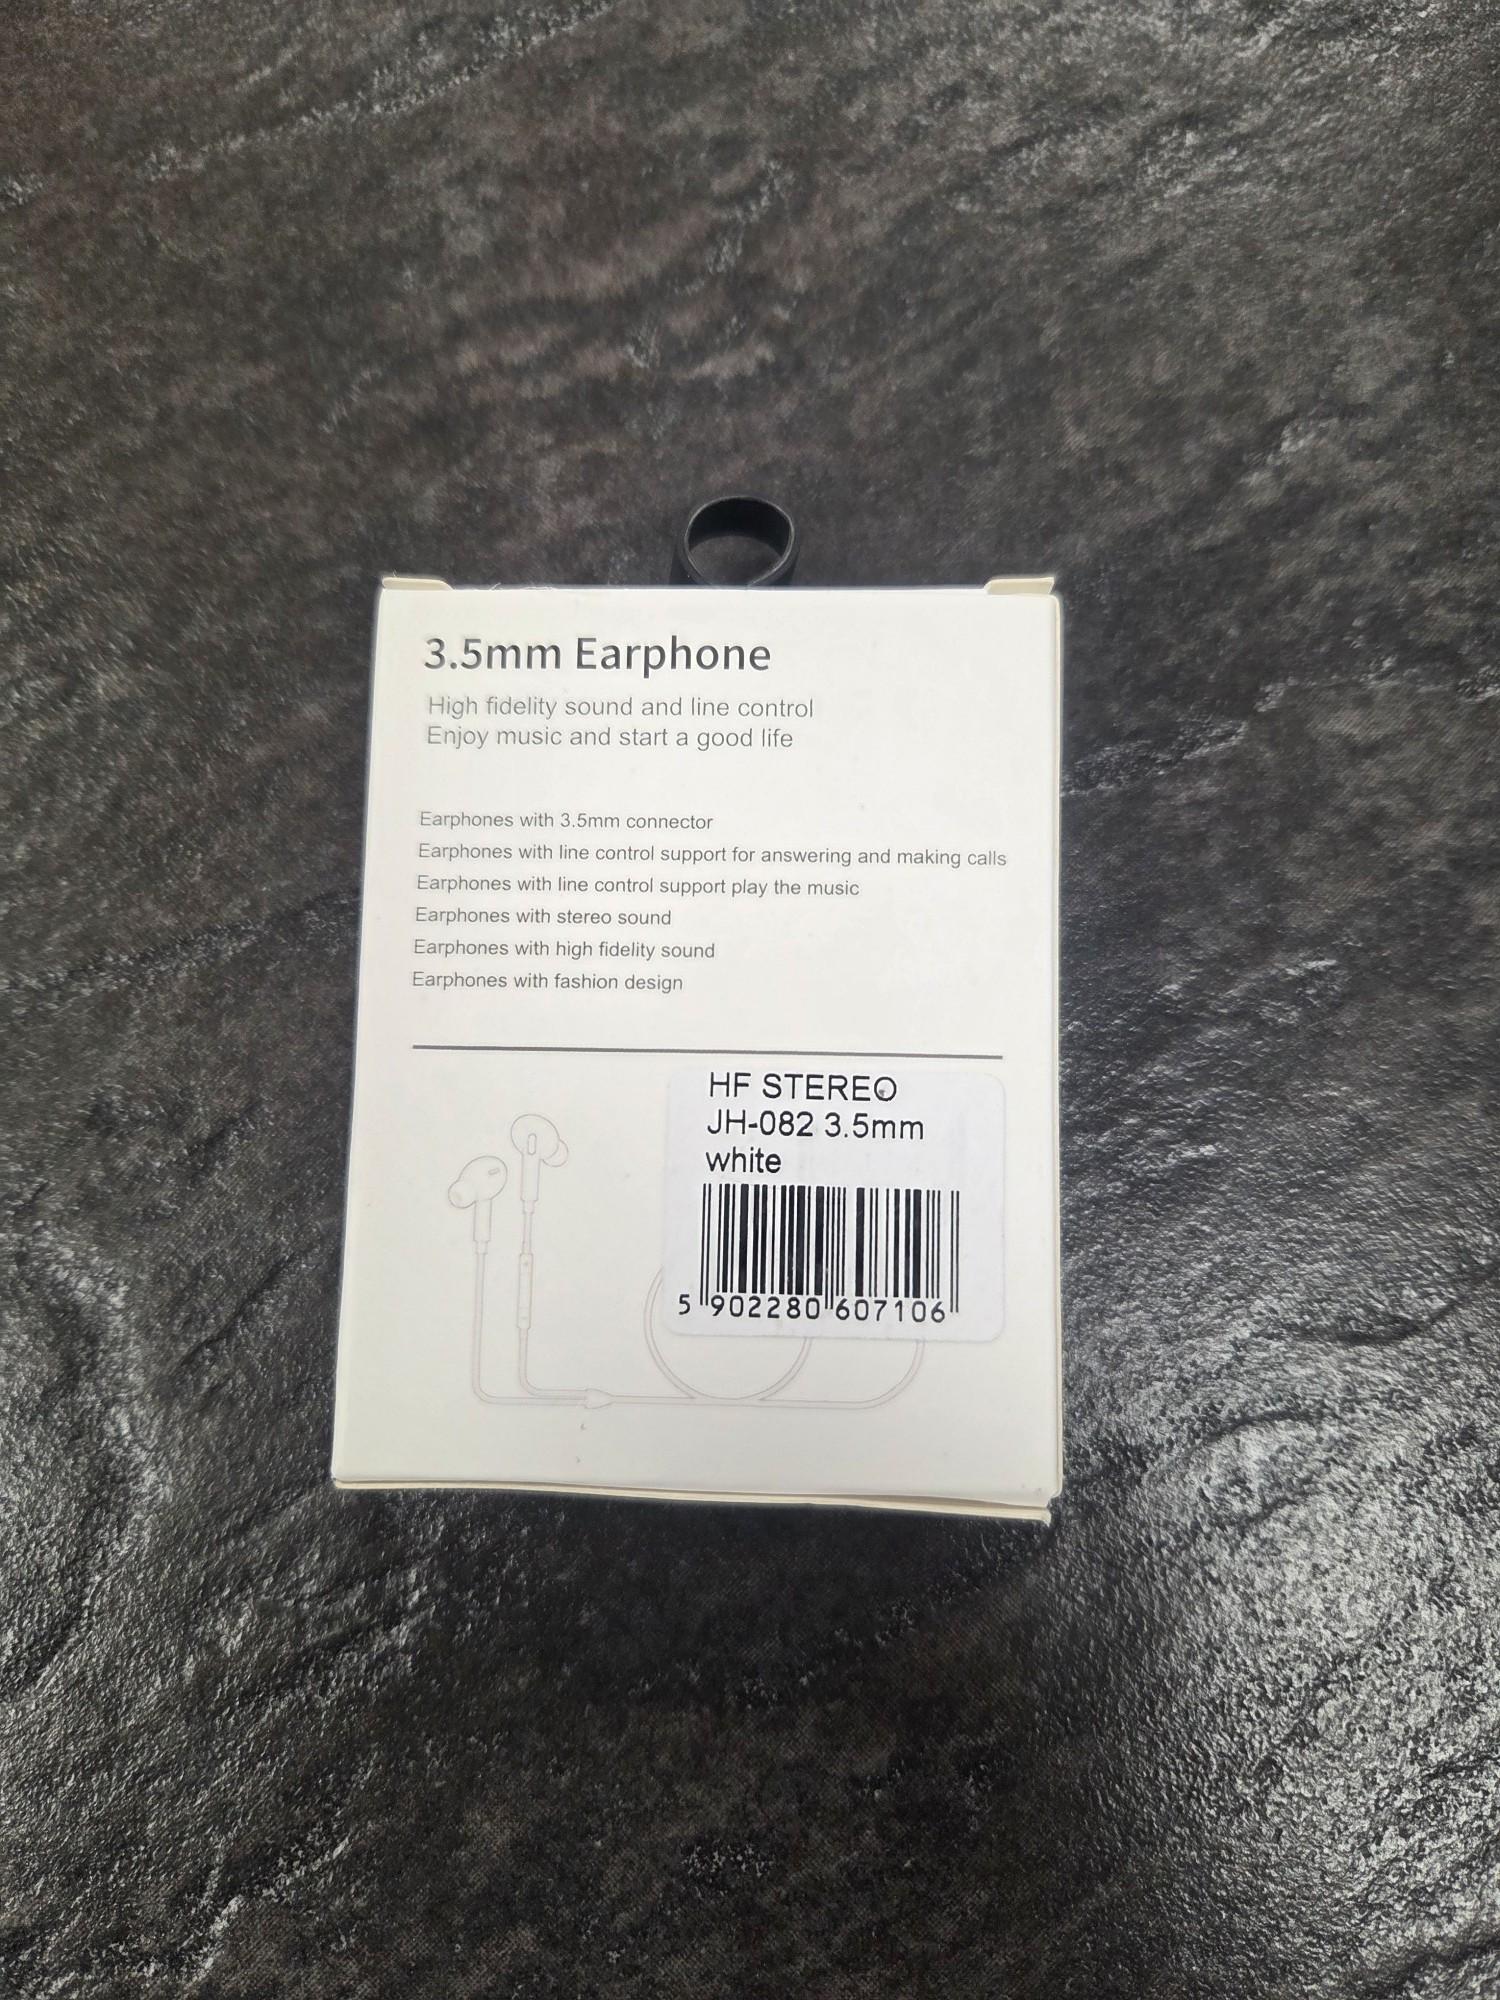 3.5mm Earphone
High fidelity sound and line control
Enjoy music and start a good life
Earphones with 3.5mm connector
Earphones with line control support for answering and making calls
Earphones with line control support play the music
Earphones with stereo sound
Earphones with high fidelity sound
Earphones with fashion design
HF STEREO
JH-082 3.5mm
white
5 902280 607106